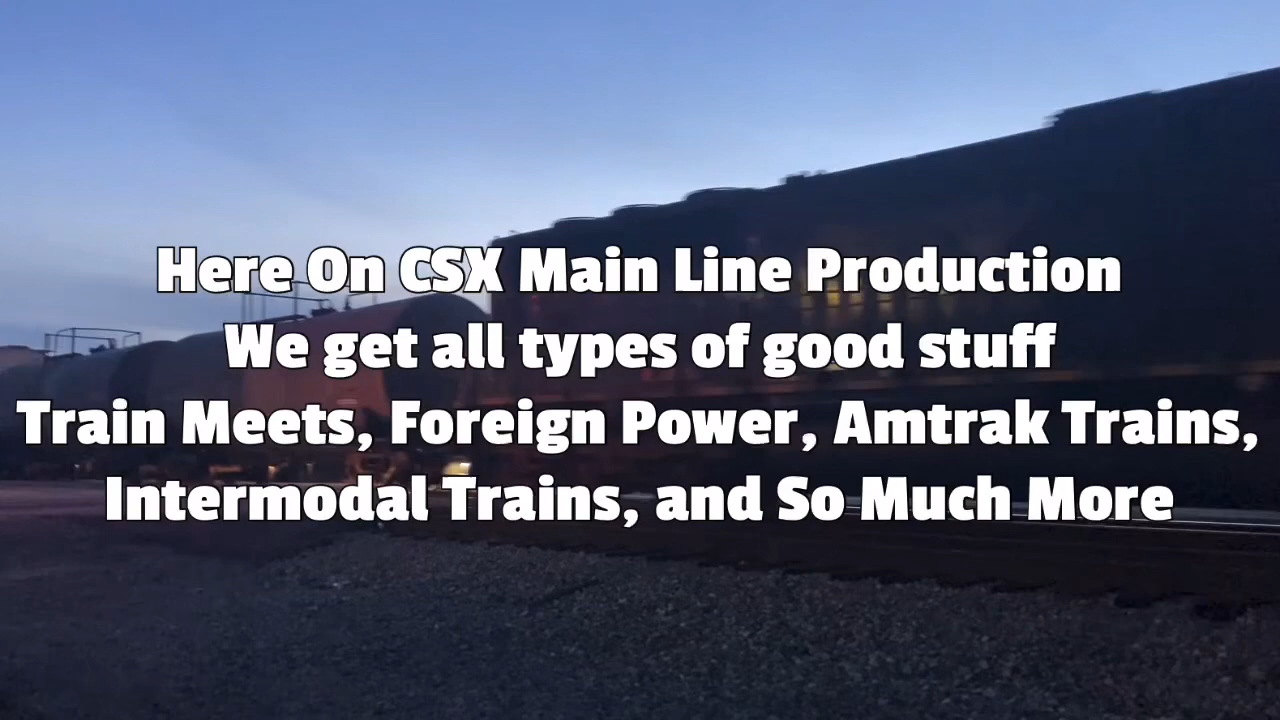 Here On CSX Main Line Production
We get all types of good stuff
Train Meets, Foreign Power, Amtrak Trains,
Intermodal Trains, and So Much More